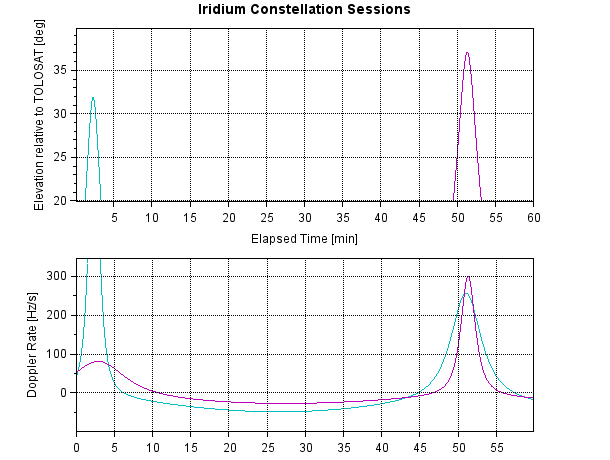 Iridium Constellation Sessions
Elevation relative to TOLOSAT [deg]
35
30
25
20
5 10 15 20 25 30 35 40 45 50 55 60
Elapsed Time [min]
Doppler Rate [Hz/s]
300
200
100
0
0 5 10 15 20 25 30 35 40 45 50 55